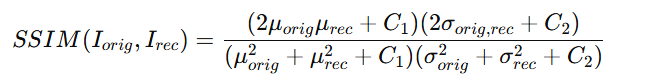 $SSIM(I_{orig}, I_{rec}) = \frac{(2\mu_{orig}\mu_{rec} + C_1)(2\sigma_{orig,rec} + C_2)}{(\mu_{orig}^2 + \mu_{rec}^2 + C_1)(\sigma_{orig}^2 + \sigma_{rec}^2 + C_2)}$